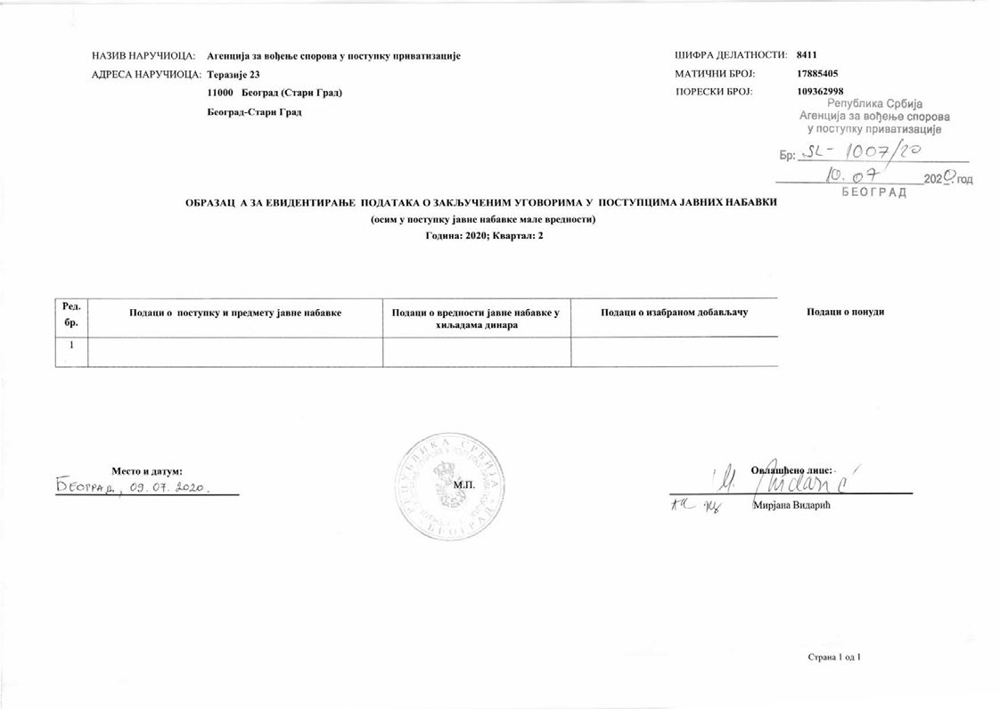 НАЗИВ НАРУЧИОЦА: Агенција за вођење спорова у поступку приватизације
АДРЕСА НАРУЧИОЦА: Теразије 23
11000 Београд (Стари Град)
Београд-Стари Град
ШИФРА ДЕЛАТНОСТИ: 8411
МАТИЧНИ БРОЈ: 17885405
ПОРЕСКИ БРОЈ: 109362998
Република Србија
Агенција за вођење спорова
у поступку приватизације
Бр: SL- 1007/20
10. 07 2020 год
БЕОГРАД
ОБРАЗАЦ А ЗА ЕВИДЕНТИРАЊЕ ПОДАТАКА О ЗАКЉУЧЕНИМ УГОВОРИМА У ПОСТУПЦИМА ЈАВНИХ НАБАВКИ
(осим у поступку јавне набавке мале вредности)
Година: 2020; Квартал: 2
Ред. бр.
Подаци о поступку и предмету јавне набавке
Подаци о вредности јавне набавке у
хиљадама динара
Подаци о изабраном добављачу
Подаци о понуди
1
Место и датум:
БЕОГРАД, 09.07.2020.
РЕПУБЛИКА СРБИЈА
БЕОГРАД
М.П.
Овлашћено лице:
Мирјана Видарић
Страна 1 од 1